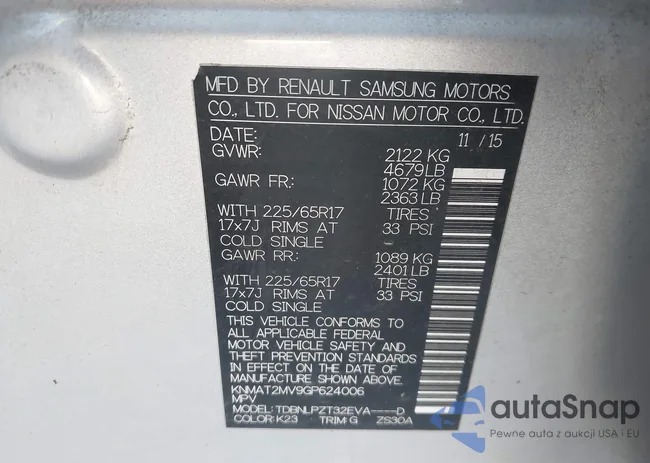 MFD BY RENAULT SAMSUNG MOTORS
CO., LTD. FOR NISSAN MOTOR CO., LTD.
DATE: 11 / 15
GVWR: 2122 KG
4679 LB
GAWR FR: 1072 KG
2363 LB
WITH 225/65R17 TIRES
17x7J RIMS AT 33 PSI
COLD SINGLE
GAWR RR: 1089 KG
2401 LB
WITH 225/65R17 TIRES
17x7J RIMS AT 33 PSI
COLD SINGLE
THIS VEHICLE CONFORMS TO
ALL APPLICABLE FEDERAL
MOTOR VEHICLE SAFETY AND
THEFT PREVENTION STANDARDS
IN EFFECT ON THE DATE OF
MANUFACTURE SHOWN ABOVE.
KNMAT2MV9GP624006
MPV
MODEL: TDBNLPZT32EVA----D
COLOR: K23 TRIM: G ZS30A
autoSnap
Pewne auta z aukcji USA i EU